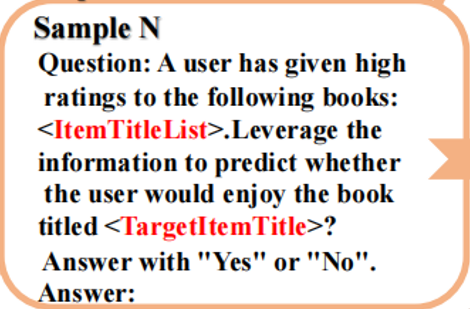 Sample N
Question: A user has given high
ratings to the following books:
<ItemTitleList>.Leverage the
information to predict whether
the user would enjoy the book
titled <TargetItemTitle>?
Answer with "Yes" or "No".
Answer: